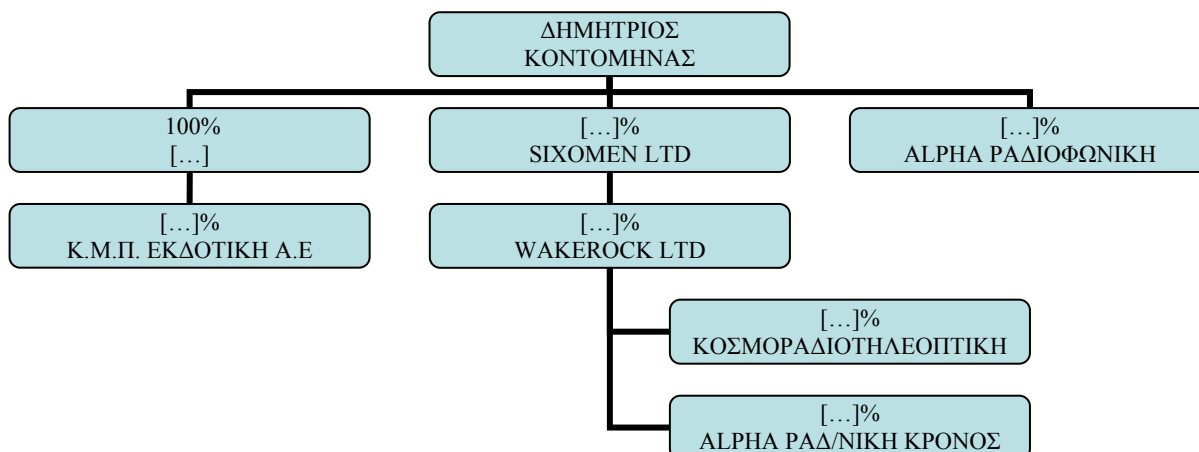 ΔΗΜΗΤΡΙΟΣ
ΚΟΝΤΟΜΗΝΑΣ
100%
[…]
[…]%
SIXOMEN LTD
[…]%
ALPHA ΡΑΔΙΟΦΩΝΙΚΗ
[…]%
Κ.Μ.Π. ΕΚΔΟΤΙΚΗ Α.Ε
[…]%
WAKEROCK LTD
[…]%
ΚΟΣΜΟΡΑΔΙΟΤΗΛΕΟΠΤΙΚΗ
[…]%
ALPHA ΡΑΔ/ΝΙΚΗ ΚΡΟΝΟΣ